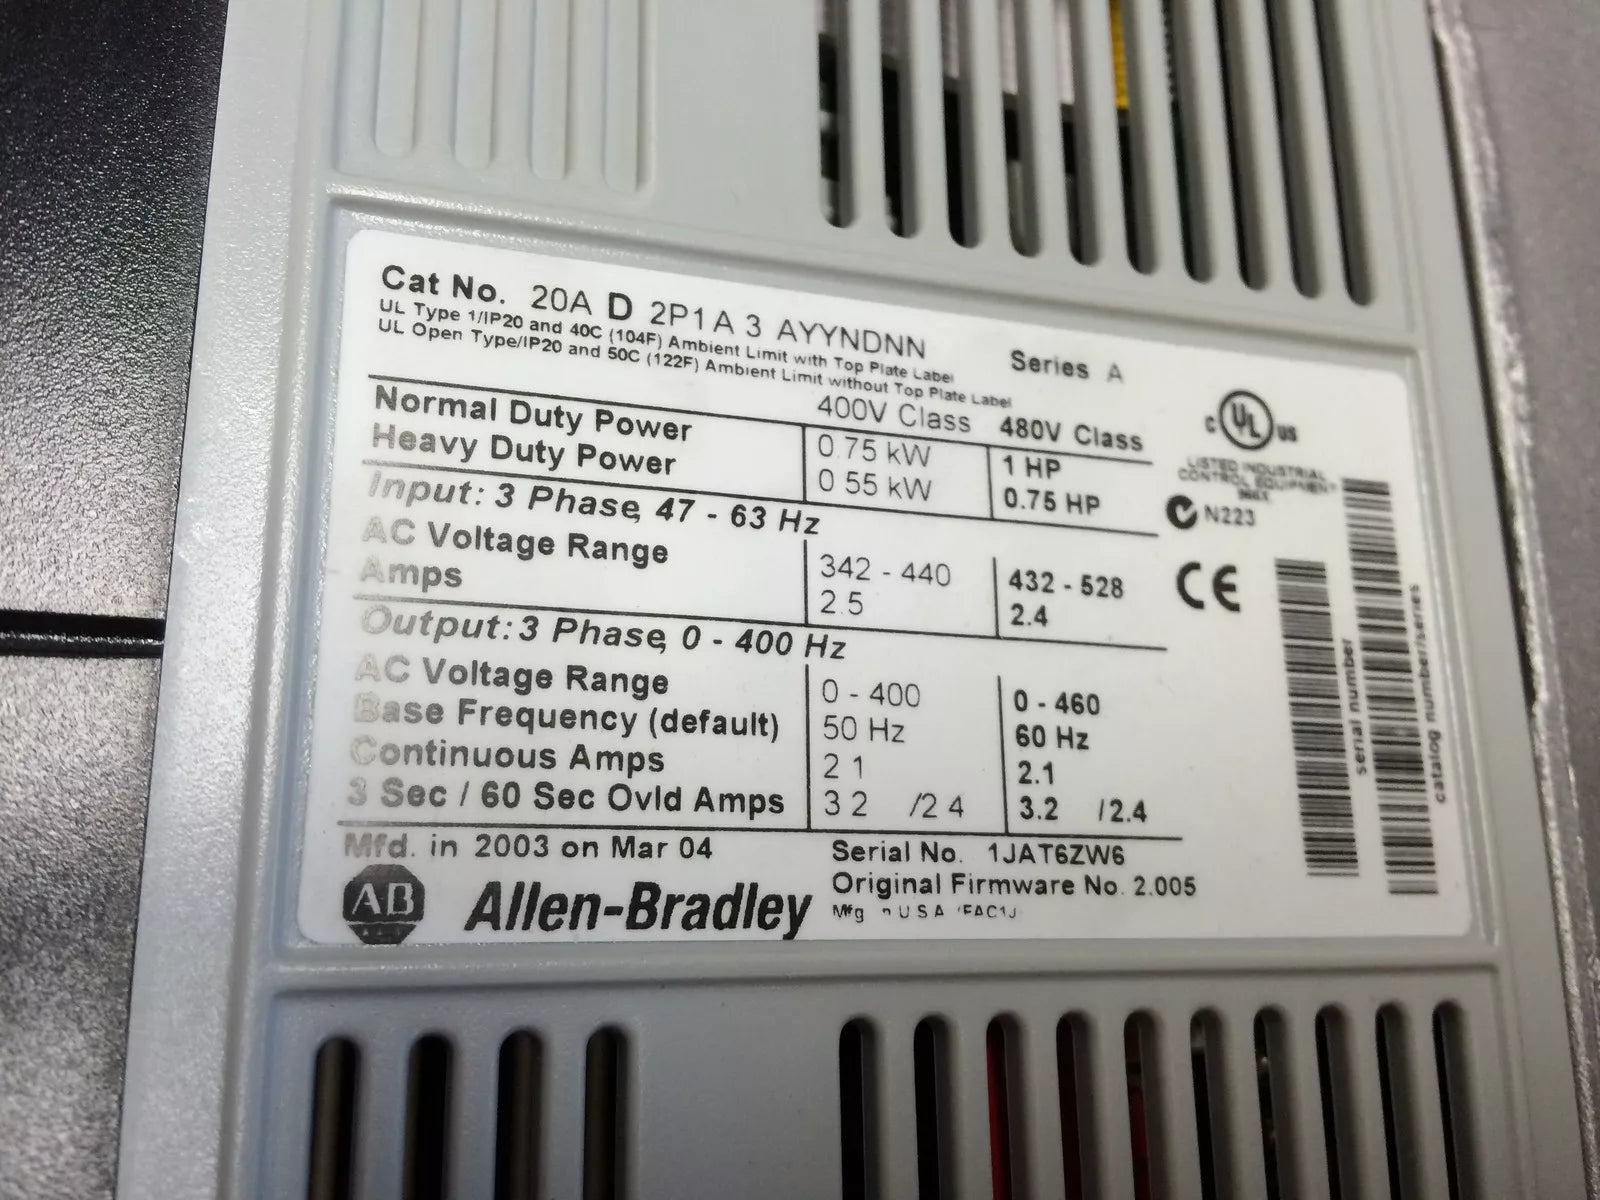 Cat No. 20A D 2P1 A 3 AYYNDNN Series A
UL Type 1/IP20 and 40C (104F) Ambient Limit with Top Plate Label
UL Open Type/IP20 and 50C (122F) Ambient Limit without Top Plate Label
400V Class 480V Class
Normal Duty Power 0.75 kW 1 HP
Heavy Duty Power 0 55 kW 0.75 HP
Input: 3 Phase, 47 - 63 Hz
AC Voltage Range 342 - 440 432 - 528
Amps 2.5 2.4
Output: 3 Phase, 0 - 400 Hz
AC Voltage Range 0 - 400 0 - 460
Base Frequency (default) 50 Hz 60 Hz
Continuous Amps 2 1 2.1
3 Sec / 60 Sec Ovld Amps 3 2 /2 4 3.2 /2.4
Mfd. in 2003 on Mar 04
Serial No. 1JAT6ZW6
Original Firmware No. 2.005
AB Allen-Bradley
C UL US
LISTED INDUSTRIAL
CONTROL EQUIPMENT
N223
CE
serial number
catalog number/series